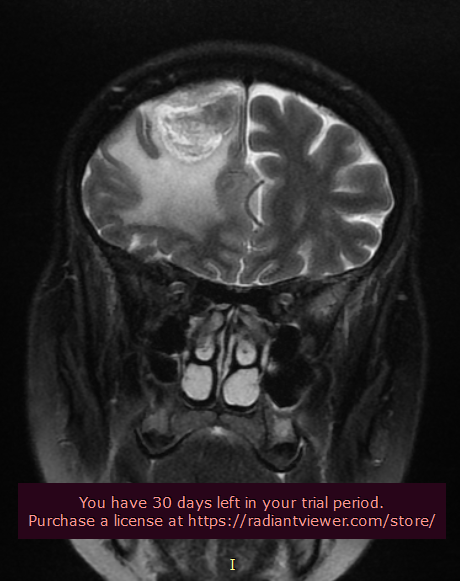 You have 30 days left in your trial period.
Purchase a license at https://radiantviewer.com/store/
I